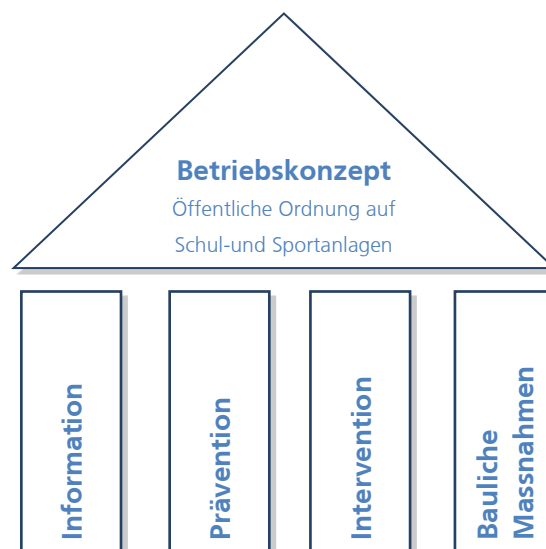 Betriebskonzept
Öffentliche Ordnung auf
Schul-und Sportanlagen
Information
Prävention
Intervention
Bauliche
Massnahmen